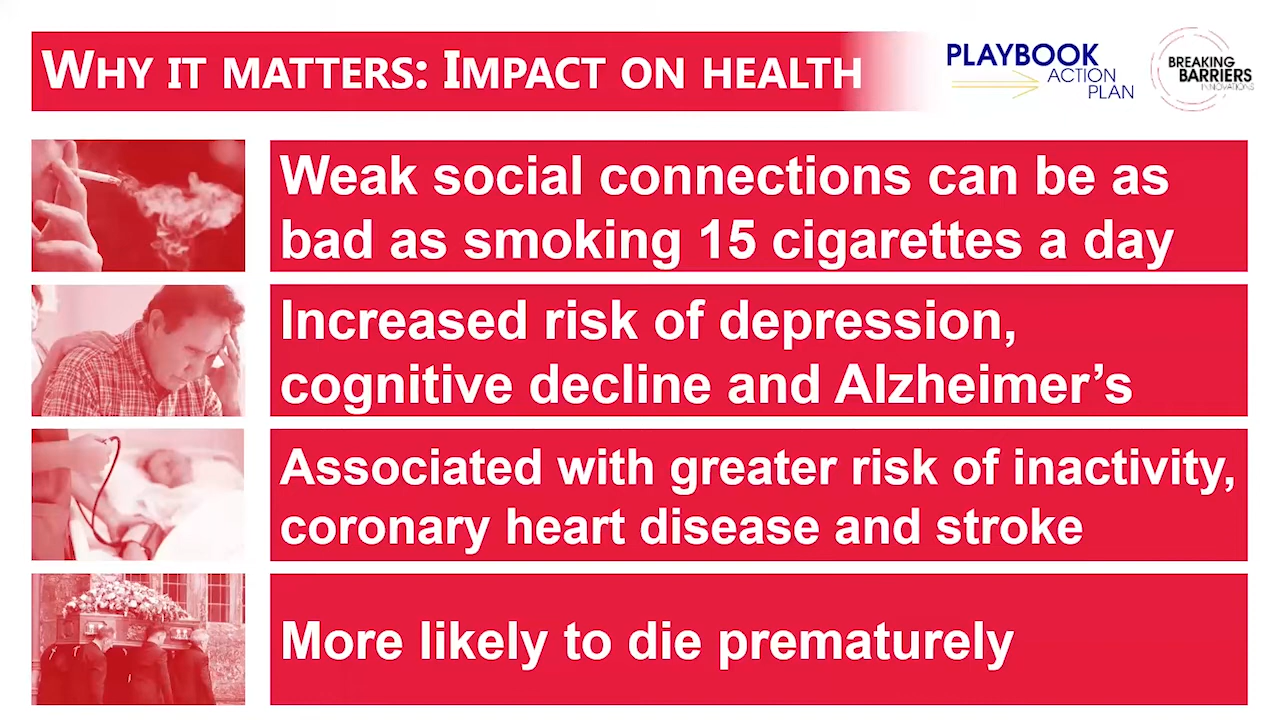 WHY IT MATTERS: IMPACT ON HEALTH
PLAYBOOK
ACTION
PLAN
BREAKING
BARRIERS
INNOVATIONS
Weak social connections can be as
bad as smoking 15 cigarettes a day
Increased risk of depression,
cognitive decline and Alzheimer’s
Associated with greater risk of inactivity,
coronary heart disease and stroke
More likely to die prematurely